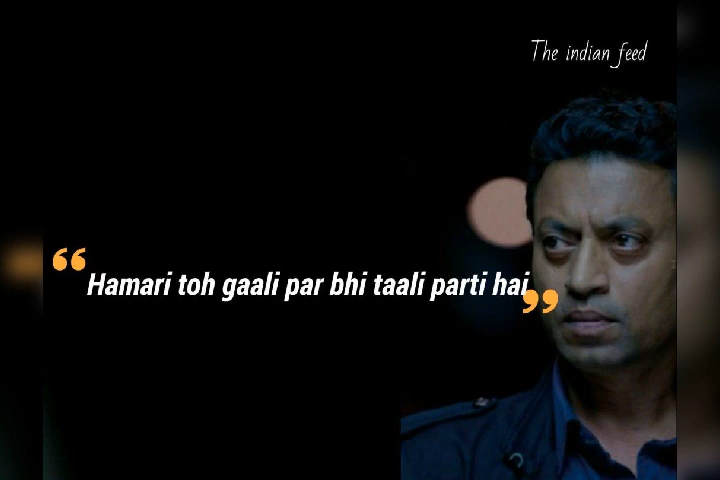 The indian feed
“Hamari toh gaali par bhi taali parti hai”